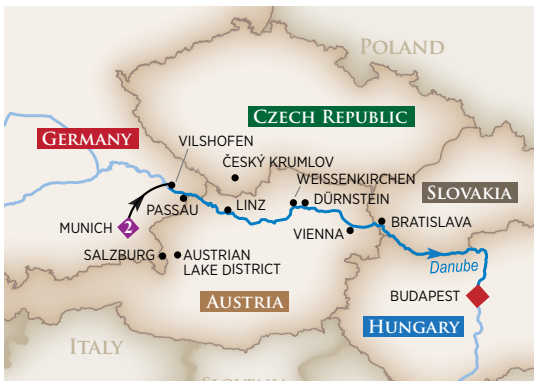 POLAND
CZECH REPUBLIC
GERMANY
VILSHOFEN
ČESKÝ KRUMLOV
WEISSENKIRCHEN
SLOVAKIA
PASSAU
LINZ
DÜRNSTEIN
MUNICH 2
VIENNA
BRATISLAVA
SALZBURG
AUSTRIAN
LAKE DISTRICT
Danube
BUDAPEST
AUSTRIA
HUNGARY
ITALY
SLOVENIA